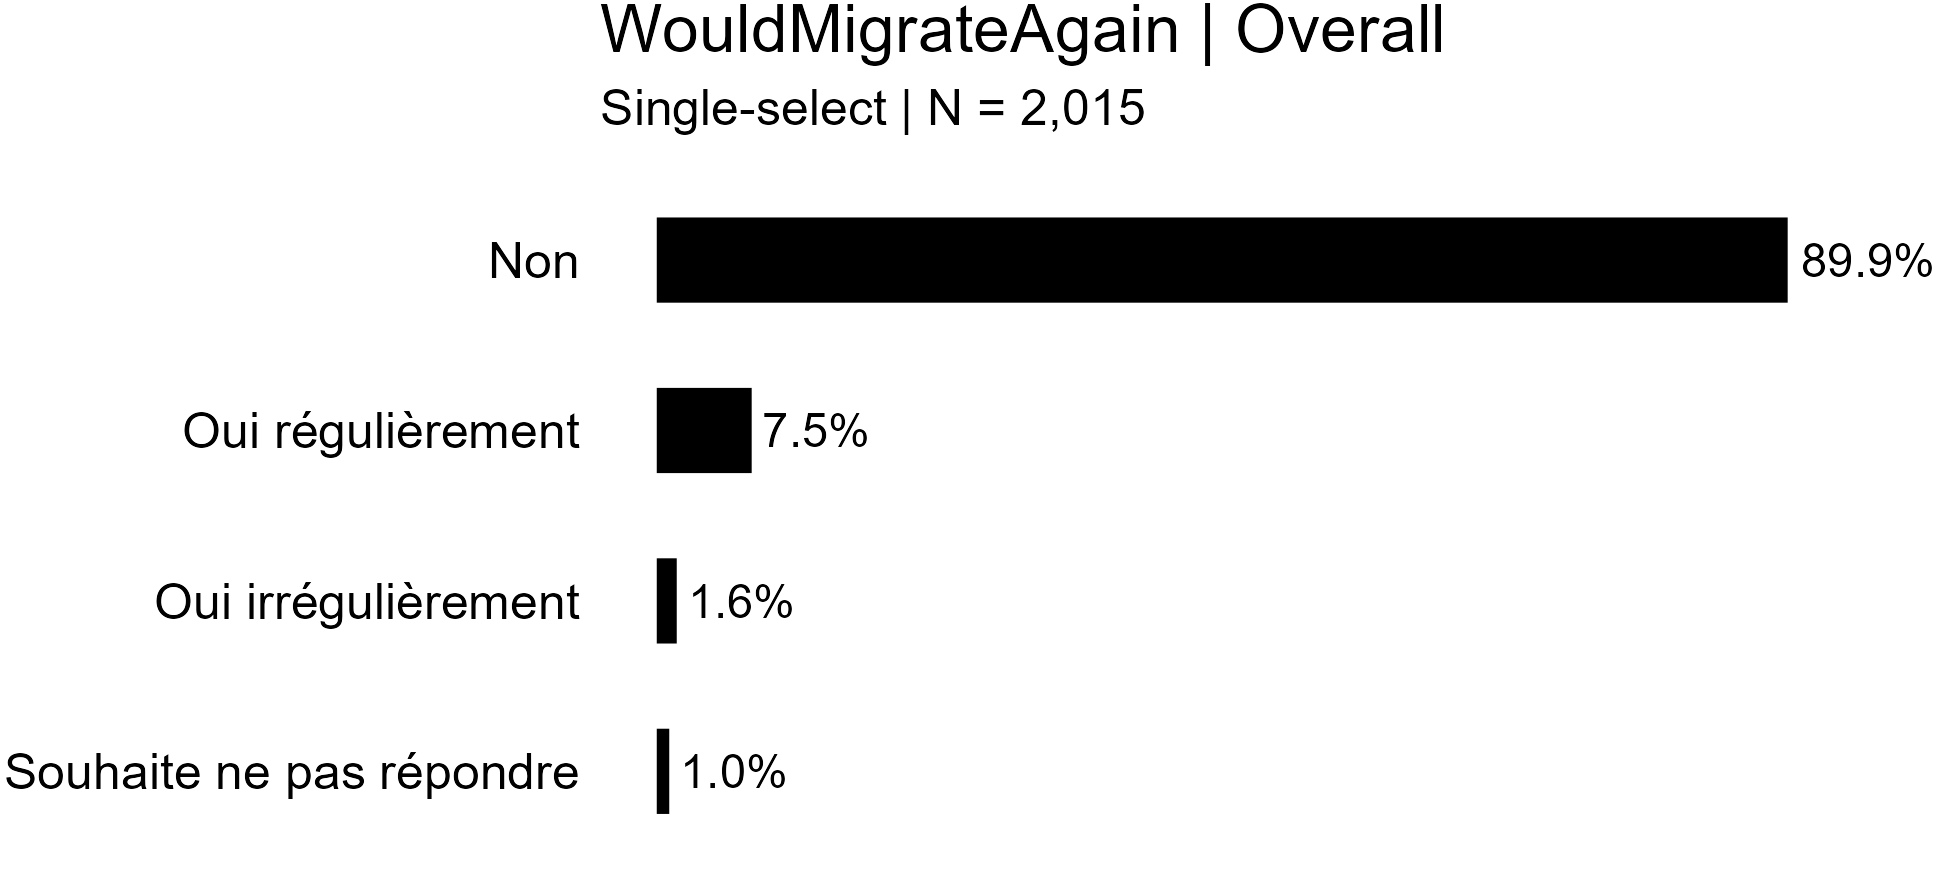 WouldMigrateAgain | Overall
Single-select | N = 2,015
Non 89.9%
Oui régulièrement 7.5%
Oui irrégulièrement 1.6%
Souhaite ne pas répondre 1.0%